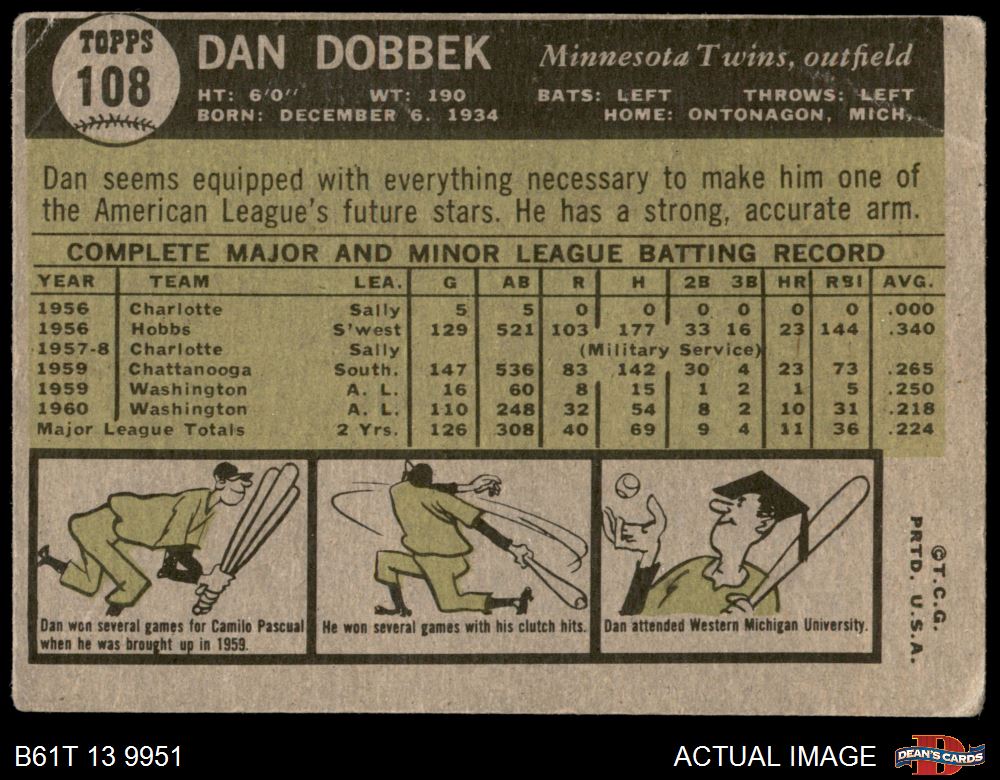 TOPPS
108
DAN DOBBEK
Minnesota Twins, outfield
HT: 6'0" WT: 190 BATS: LEFT THROWS: LEFT
BORN: DECEMBER 6, 1934 HOME: ONTONAGON, MICH.
Dan seems equipped with everything necessary to make him one of
the American League's future stars. He has a strong, accurate arm.
COMPLETE MAJOR AND MINOR LEAGUE BATTING RECORD
YEAR TEAM LEA. G AB R H 2B 3B HR RBI AVG.
1956 Charlotte Sally 5 5 0 0 0 0 0 0 .000
1956 Hobbs S'west 129 521 103 177 33 16 23 144 .340
1957-8 Charlotte Sally (Military Service)
1959 Chattanooga South. 147 536 83 142 30 4 23 73 .265
1959 Washington A. L. 16 60 8 15 1 2 1 5 .250
1960 Washington A. L. 110 248 32 54 8 2 10 31 .218
Major League Totals 2 Yrs. 126 308 40 69 9 4 11 36 .224
Dan won several games for Camilo Pascual
when he was brought up in 1959.
He won several games with his clutch hits.
Dan attended Western Michigan University.
©T.C.G.
PRTD. U.S.A.
B61T 13 9951
ACTUAL IMAGE
D
DEAN'S CARDS